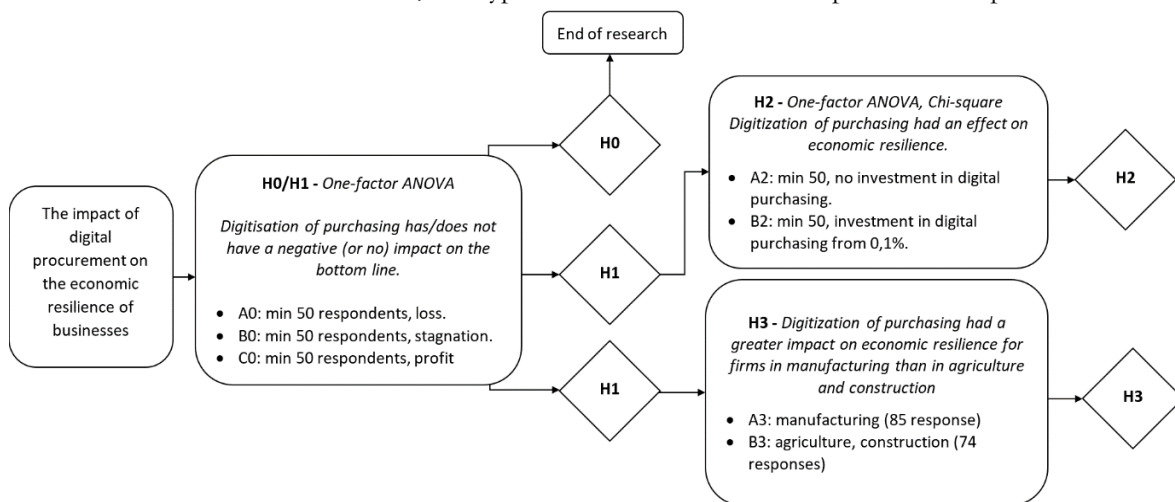 End of research
H0
H2 - One-factor ANOVA, Chi-square
Digitization of purchasing had an effect on
economic resilience.
• A2: min 50, no investment in digital
purchasing.
• B2: min 50, investment in digital
purchasing from 0,1%.
H2
The impact of
digital
procurement on
the economic
resilience of
businesses
H0/H1 - One-factor ANOVA
Digitisation of purchasing has/does not
have a negative (or no) impact on the
bottom line.
• A0: min 50 respondents, loss.
• B0: min 50 respondents, stagnation.
• C0: min 50 respondents, profit
H1
H1
H3 - Digitization of purchasing had a
greater impact on economic resilience for
firms in manufacturing than in agriculture
and construction
• A3: manufacturing (85 response)
• B3: agriculture, construction (74
responses)
H3